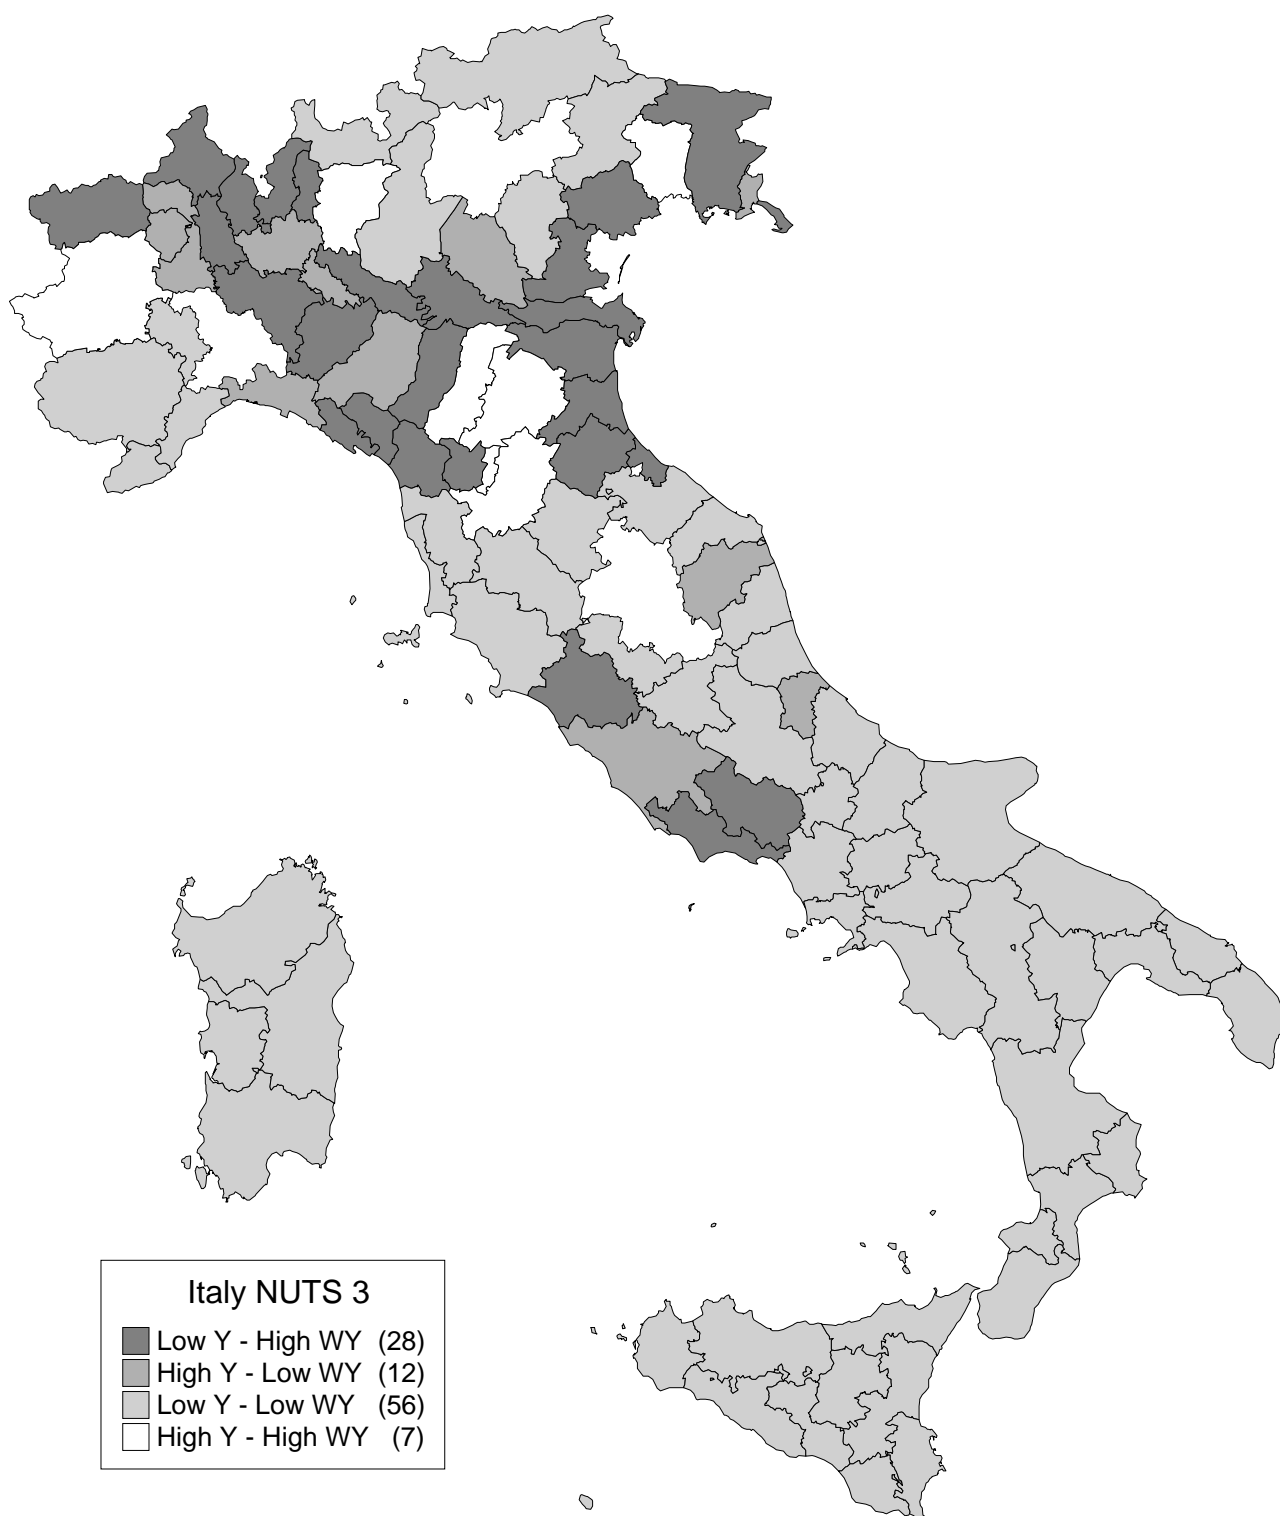 Italy NUTS 3
Low Y - High WY (28)
High Y - Low WY (12)
Low Y - Low WY (56)
High Y - High WY (7)